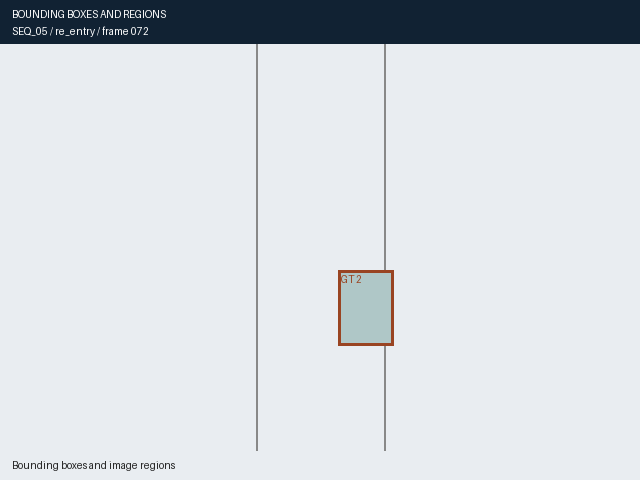 BOUNDING BOXES AND REGIONS
SEQ_05 / re_entry / frame 072
GT 2
Bounding boxes and image regions